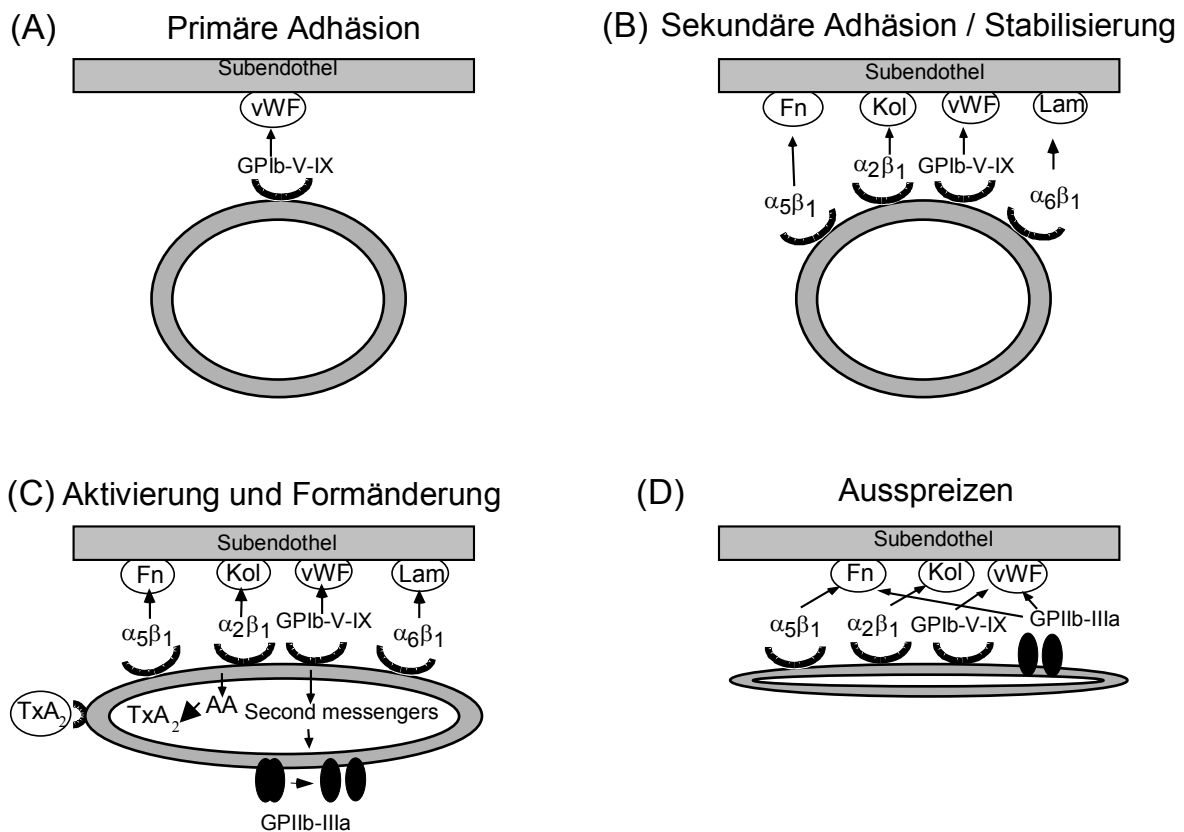 (A) Primäre Adhäsion
Subendothel
vWF
GPIb-V-IX
(B) Sekundäre Adhäsion / Stabilisierung
Subendothel
Fn Kol vWF Lam
α5β1 α2β1 GPIb-V-IX α6β1
(C) Aktivierung und Formänderung
Subendothel
Fn Kol vWF Lam
α5β1 α2β1 GPIb-V-IX α6β1
TxA2 TxA2 AA Second messengers
GPIIb-IIIa
(D) Ausspreizen
Subendothel
Fn Kol vWF
α5β1 α2β1 GPIb-V-IX GPIIb-IIIa